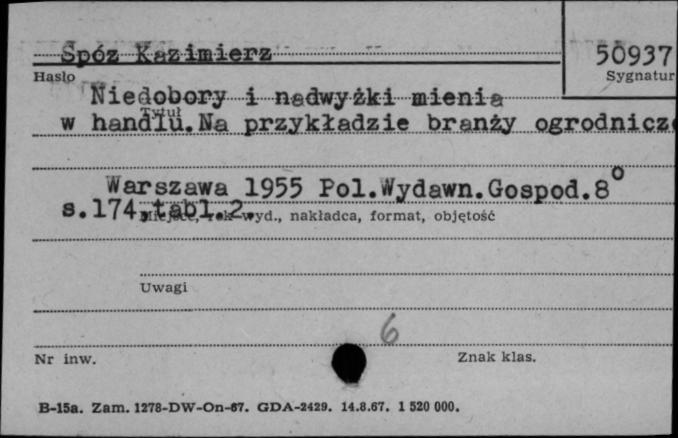 Spóz Kazimierz 50937
Hasło Sygnatur
Niedobory i nadwyżki mienia
Tytuł
w handlu. Na przykładzie branży ogrodnicz
Warszawa 1955 Pol.Wydawn.Gospod.8°
s.174, tabl.2.
Miejsce, rok wyd., nakładca, format, objętość
Uwagi
6
Nr inw. Znak klas.
B-15a. Zam. 1278-DW-On-67. GDA-2429. 14.8.67. 1 520 000.